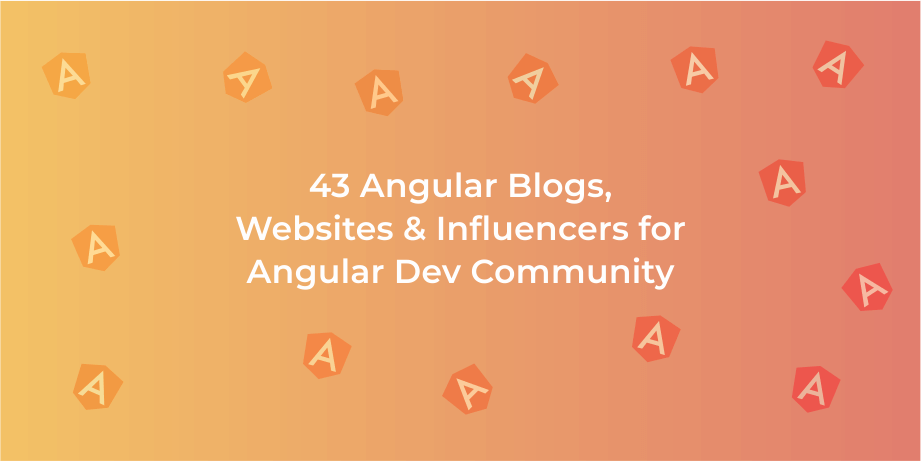 43 Angular Blogs,
Websites & Influencers for
Angular Dev Community